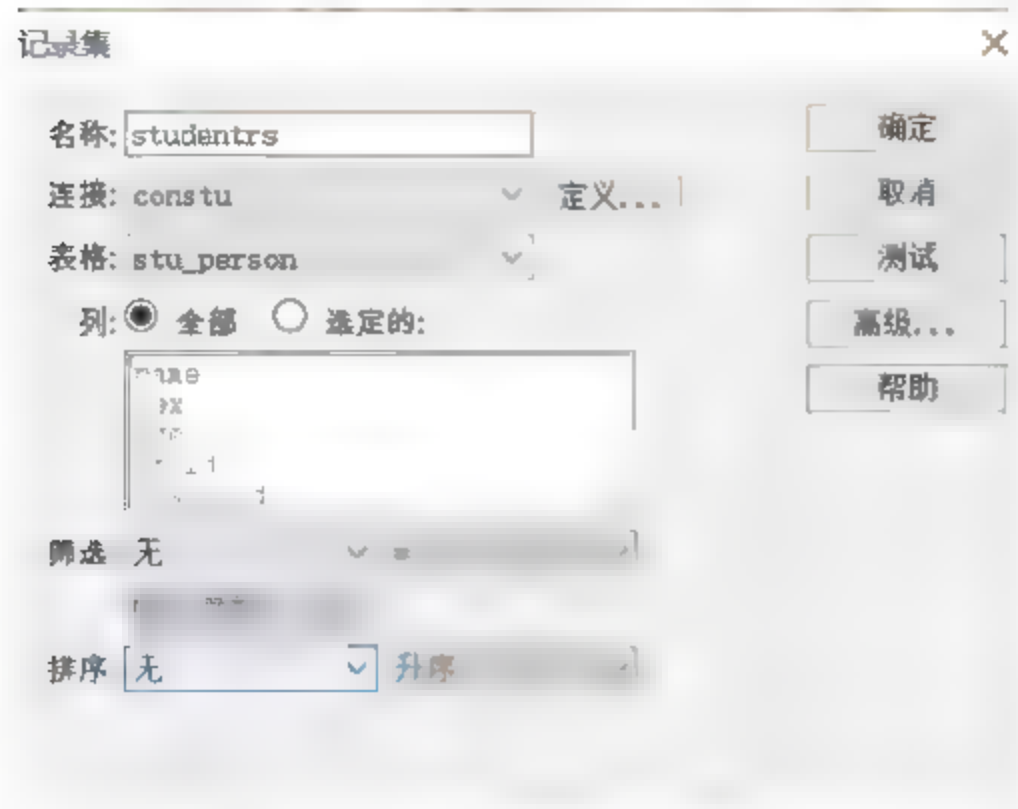 记录集
名称: studentrs
确定
连接: constu 定义...
取消
表格: stu_person
测试
列: 全部 选定的:
高级...
name
帮助
筛选 无 =
排序 无 升序